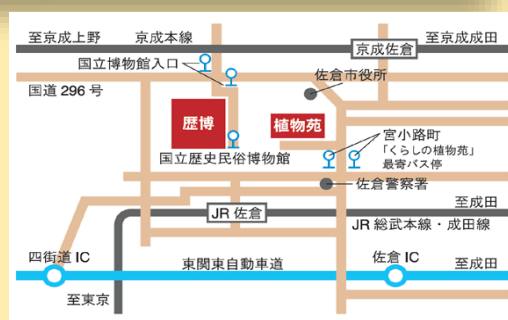 至京成上野
京成本線
京成佐倉
至京成成田
国立博物館入口
佐倉市役所
国道 296 号
歴博
植物苑
宮小路町
「くらしの植物苑」
最寄バス停
国立歴史民俗博物館
佐倉警察署
至成田
JR 佐倉
JR 総武本線・成田線
四街道 IC
東関東自動車道
佐倉 IC
至成田
至東京